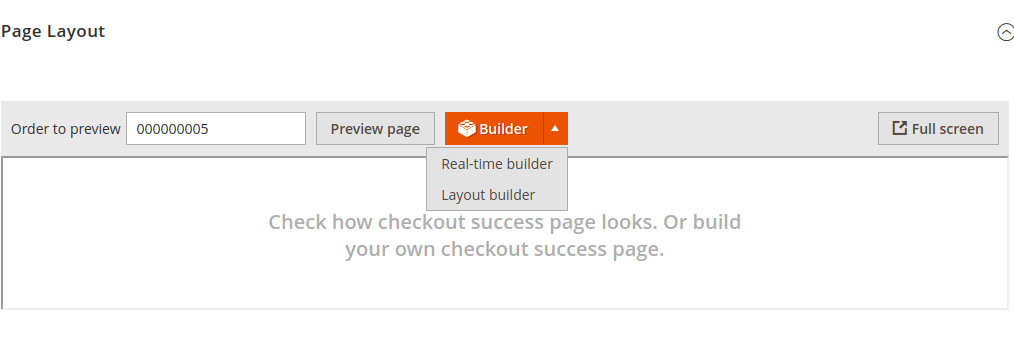 Page Layout
Order to preview 000000005 Preview page Builder Full screen
Real-time builder
Layout builder
Check how checkout success page looks. Or build
your own checkout success page.